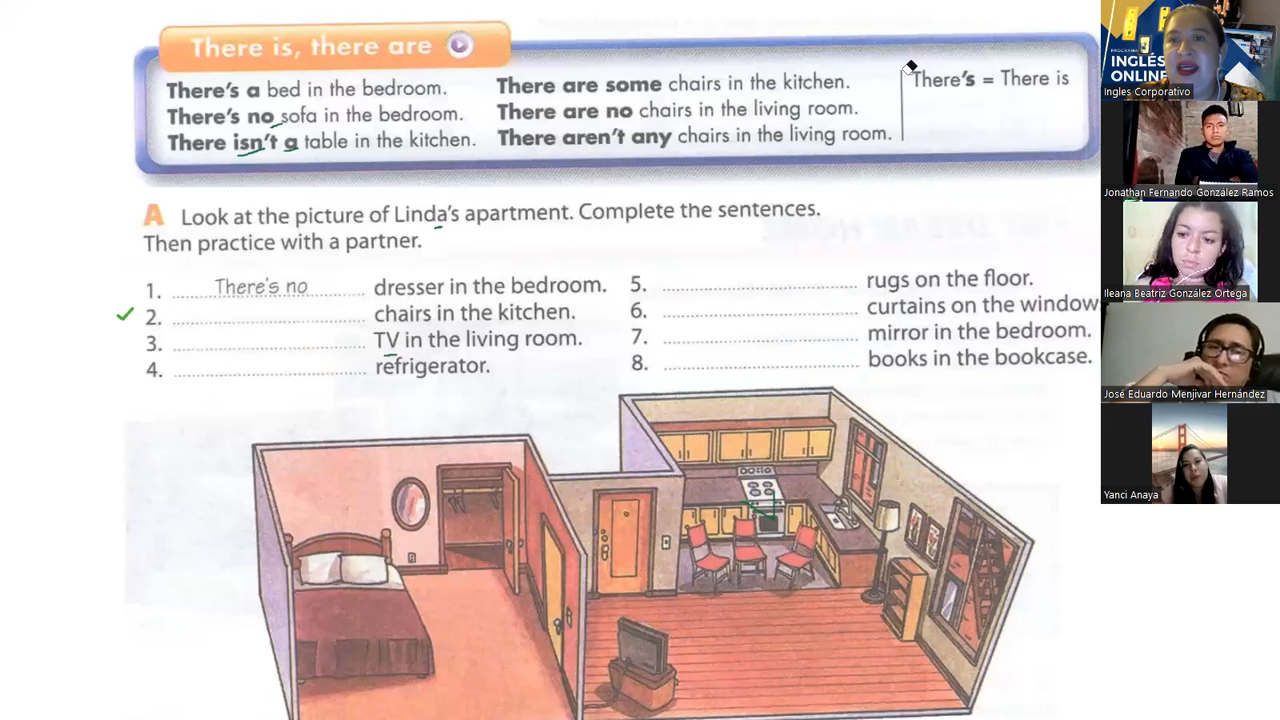 There is, there are
There's a bed in the bedroom.
There's no sofa in the bedroom.
There isn't a table in the kitchen.
There are some chairs in the kitchen.
There are no chairs in the living room.
There aren't any chairs in the living room.
There's = There is
A Look at the picture of Linda's apartment. Complete the sentences.
Then practice with a partner.
1. There's no dresser in the bedroom.
2. chairs in the kitchen.
3. TV in the living room.
4. refrigerator.
5. rugs on the floor.
6. curtains on the window
7. mirror in the bedroom.
8. books in the bookcase.
PROGRAMA
INGLÉS
ONLINE
Ingles Corporativo
Jonathan Fernando González Ramos
Ileana Beatriz González Ortega
José Eduardo Menjivar Hernández
Yanci Anaya